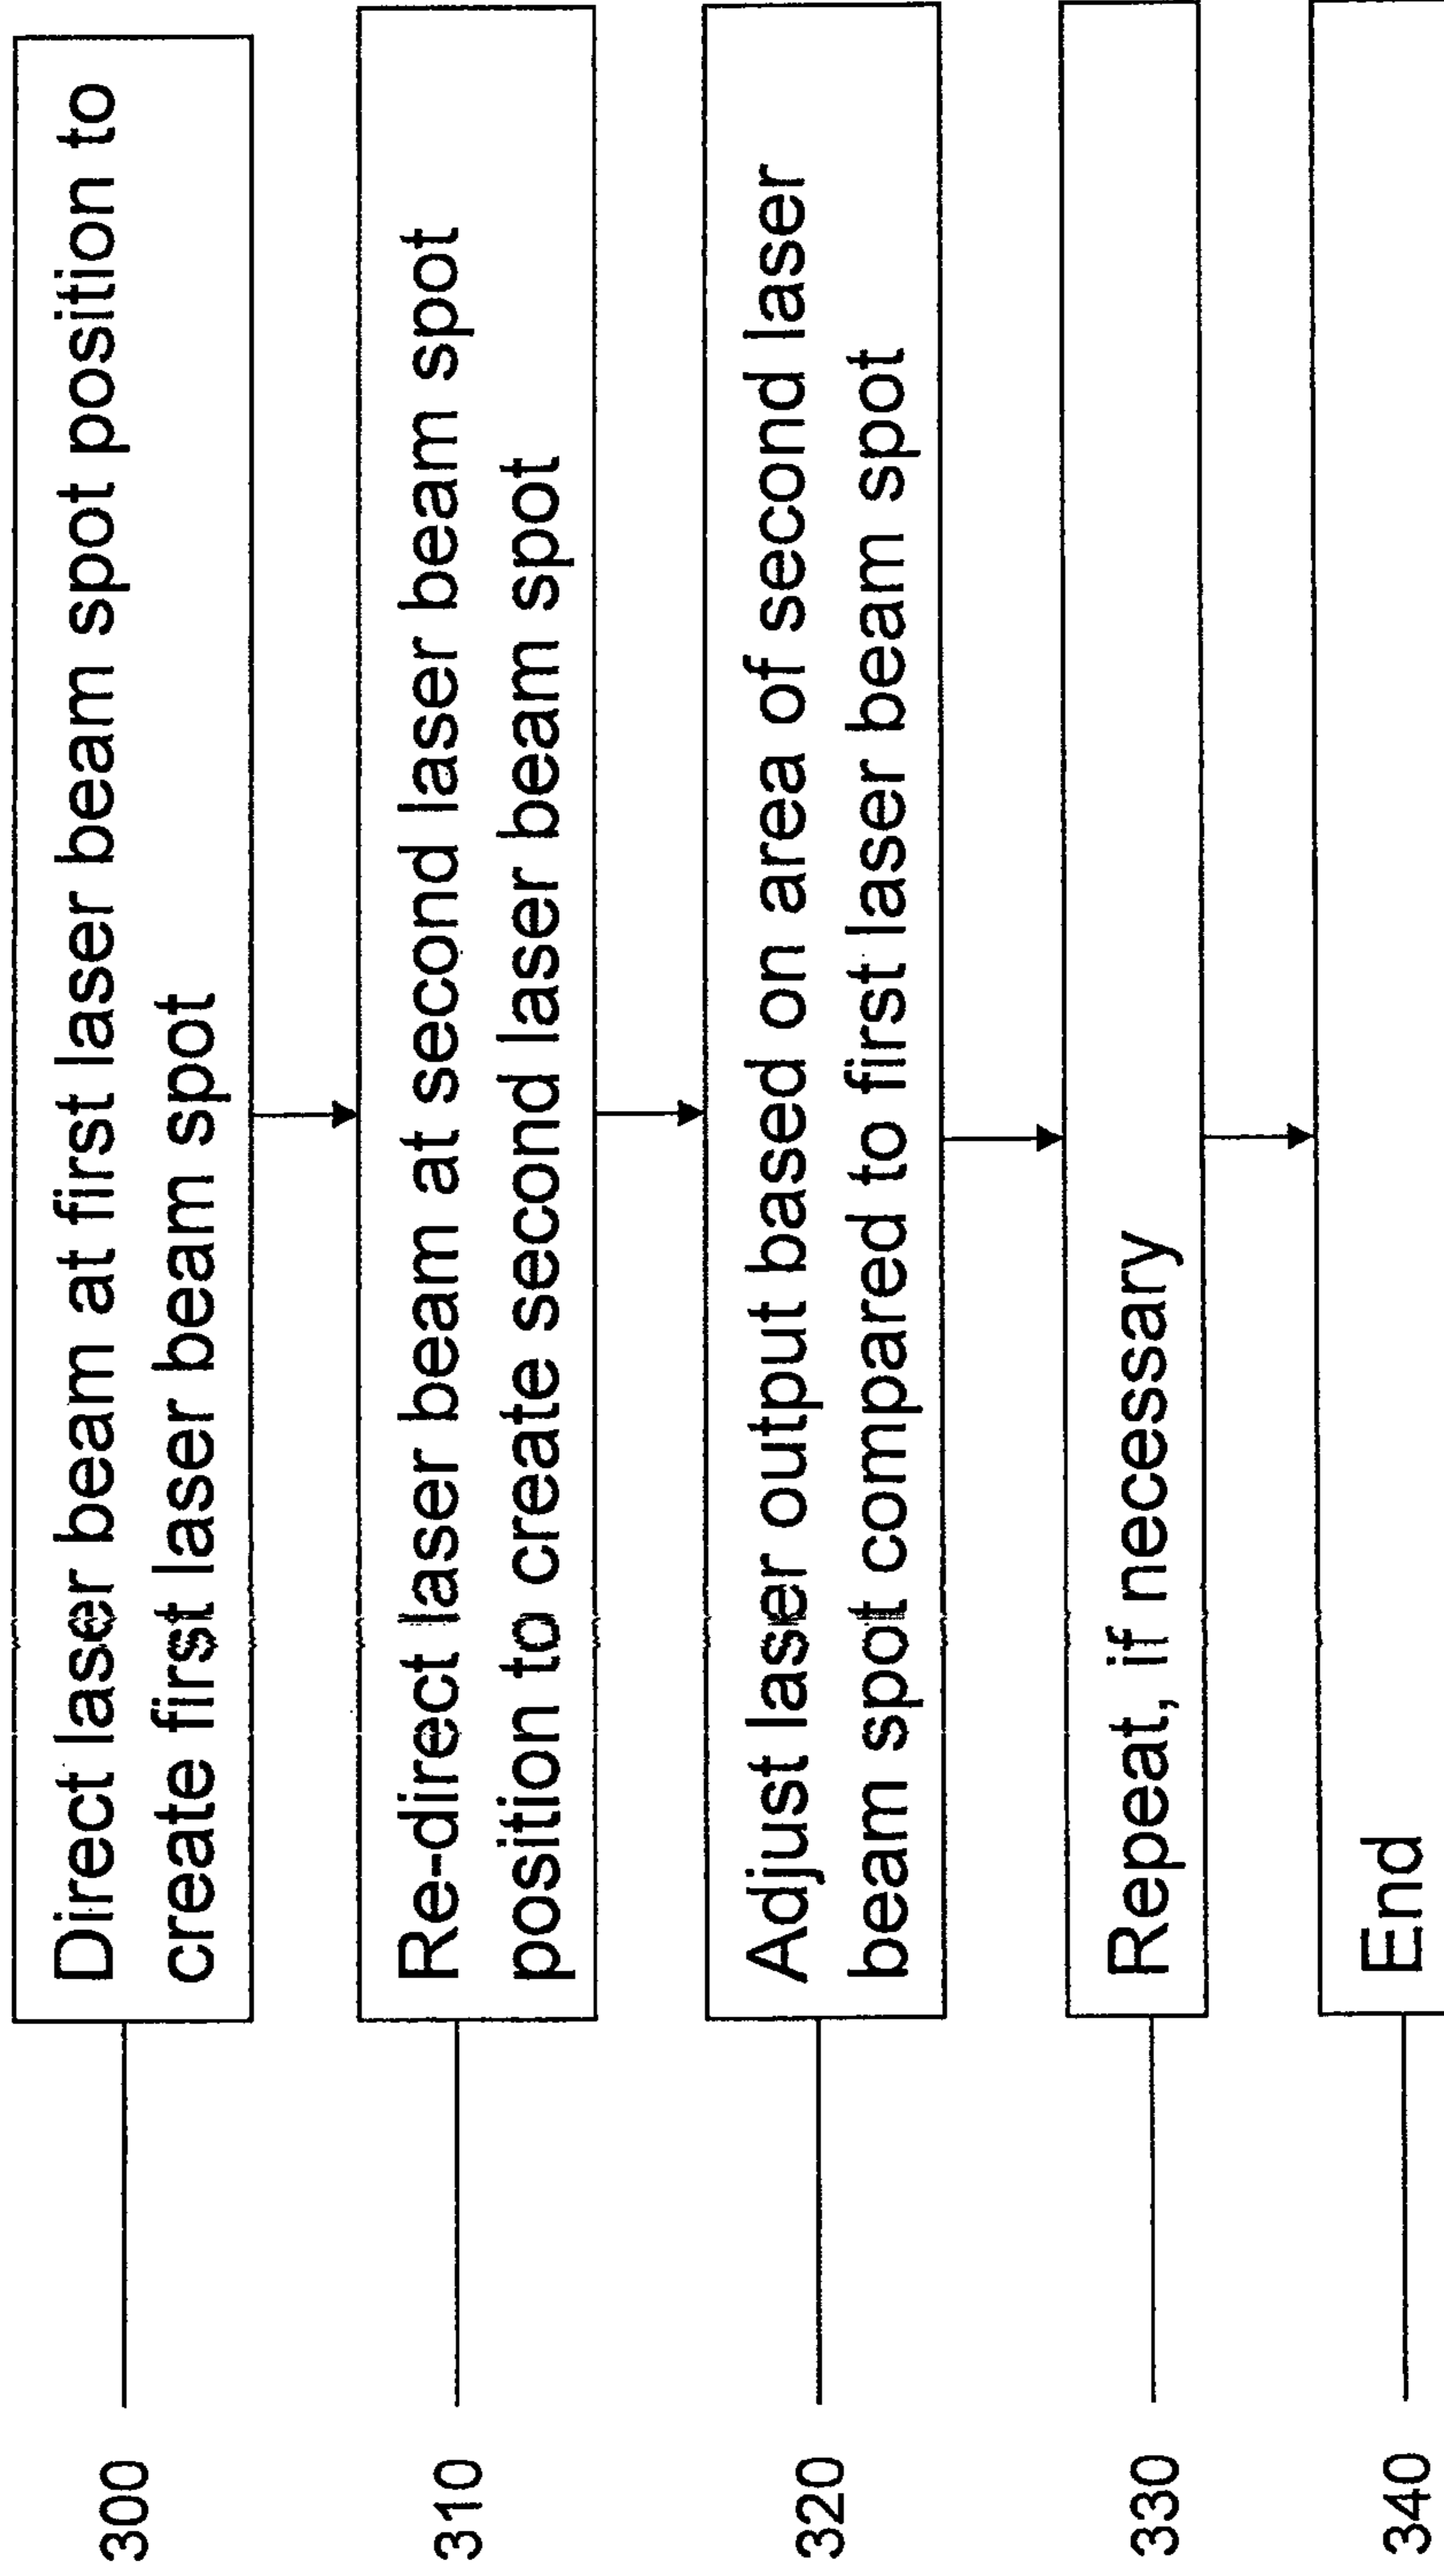 300
Direct laser beam at first laser beam spot position to
create first laser beam spot
310
Re-direct laser beam at second laser beam spot
position to create second laser beam spot
320
Adjust laser output based on area of second laser
beam spot compared to first laser beam spot
330
Repeat, if necessary
340
End